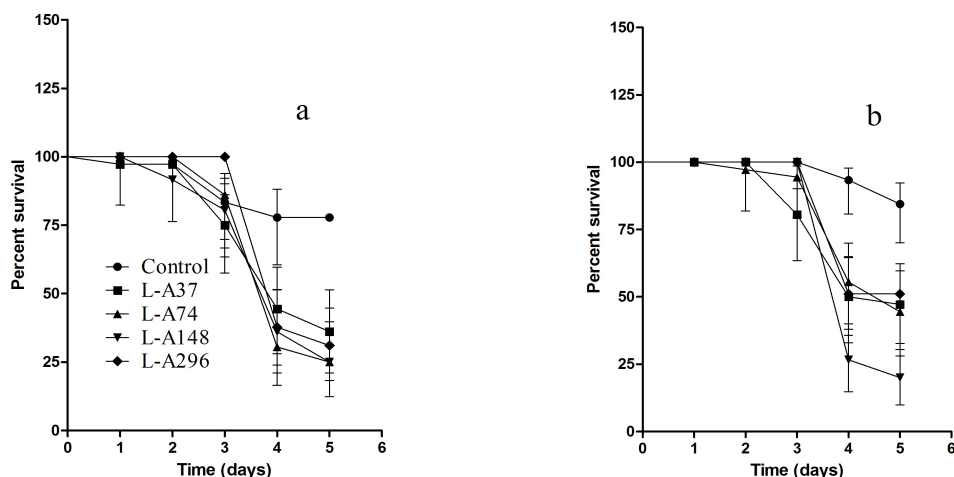 150
125
100
75
50
25
0
Percent survival
a
Control
L-A37
L-A74
L-A148
L-A296
0 1 2 3 4 5 6
Time (days)
150
125
100
75
50
25
0
Percent survival
b
0 1 2 3 4 5 6
Time (days)